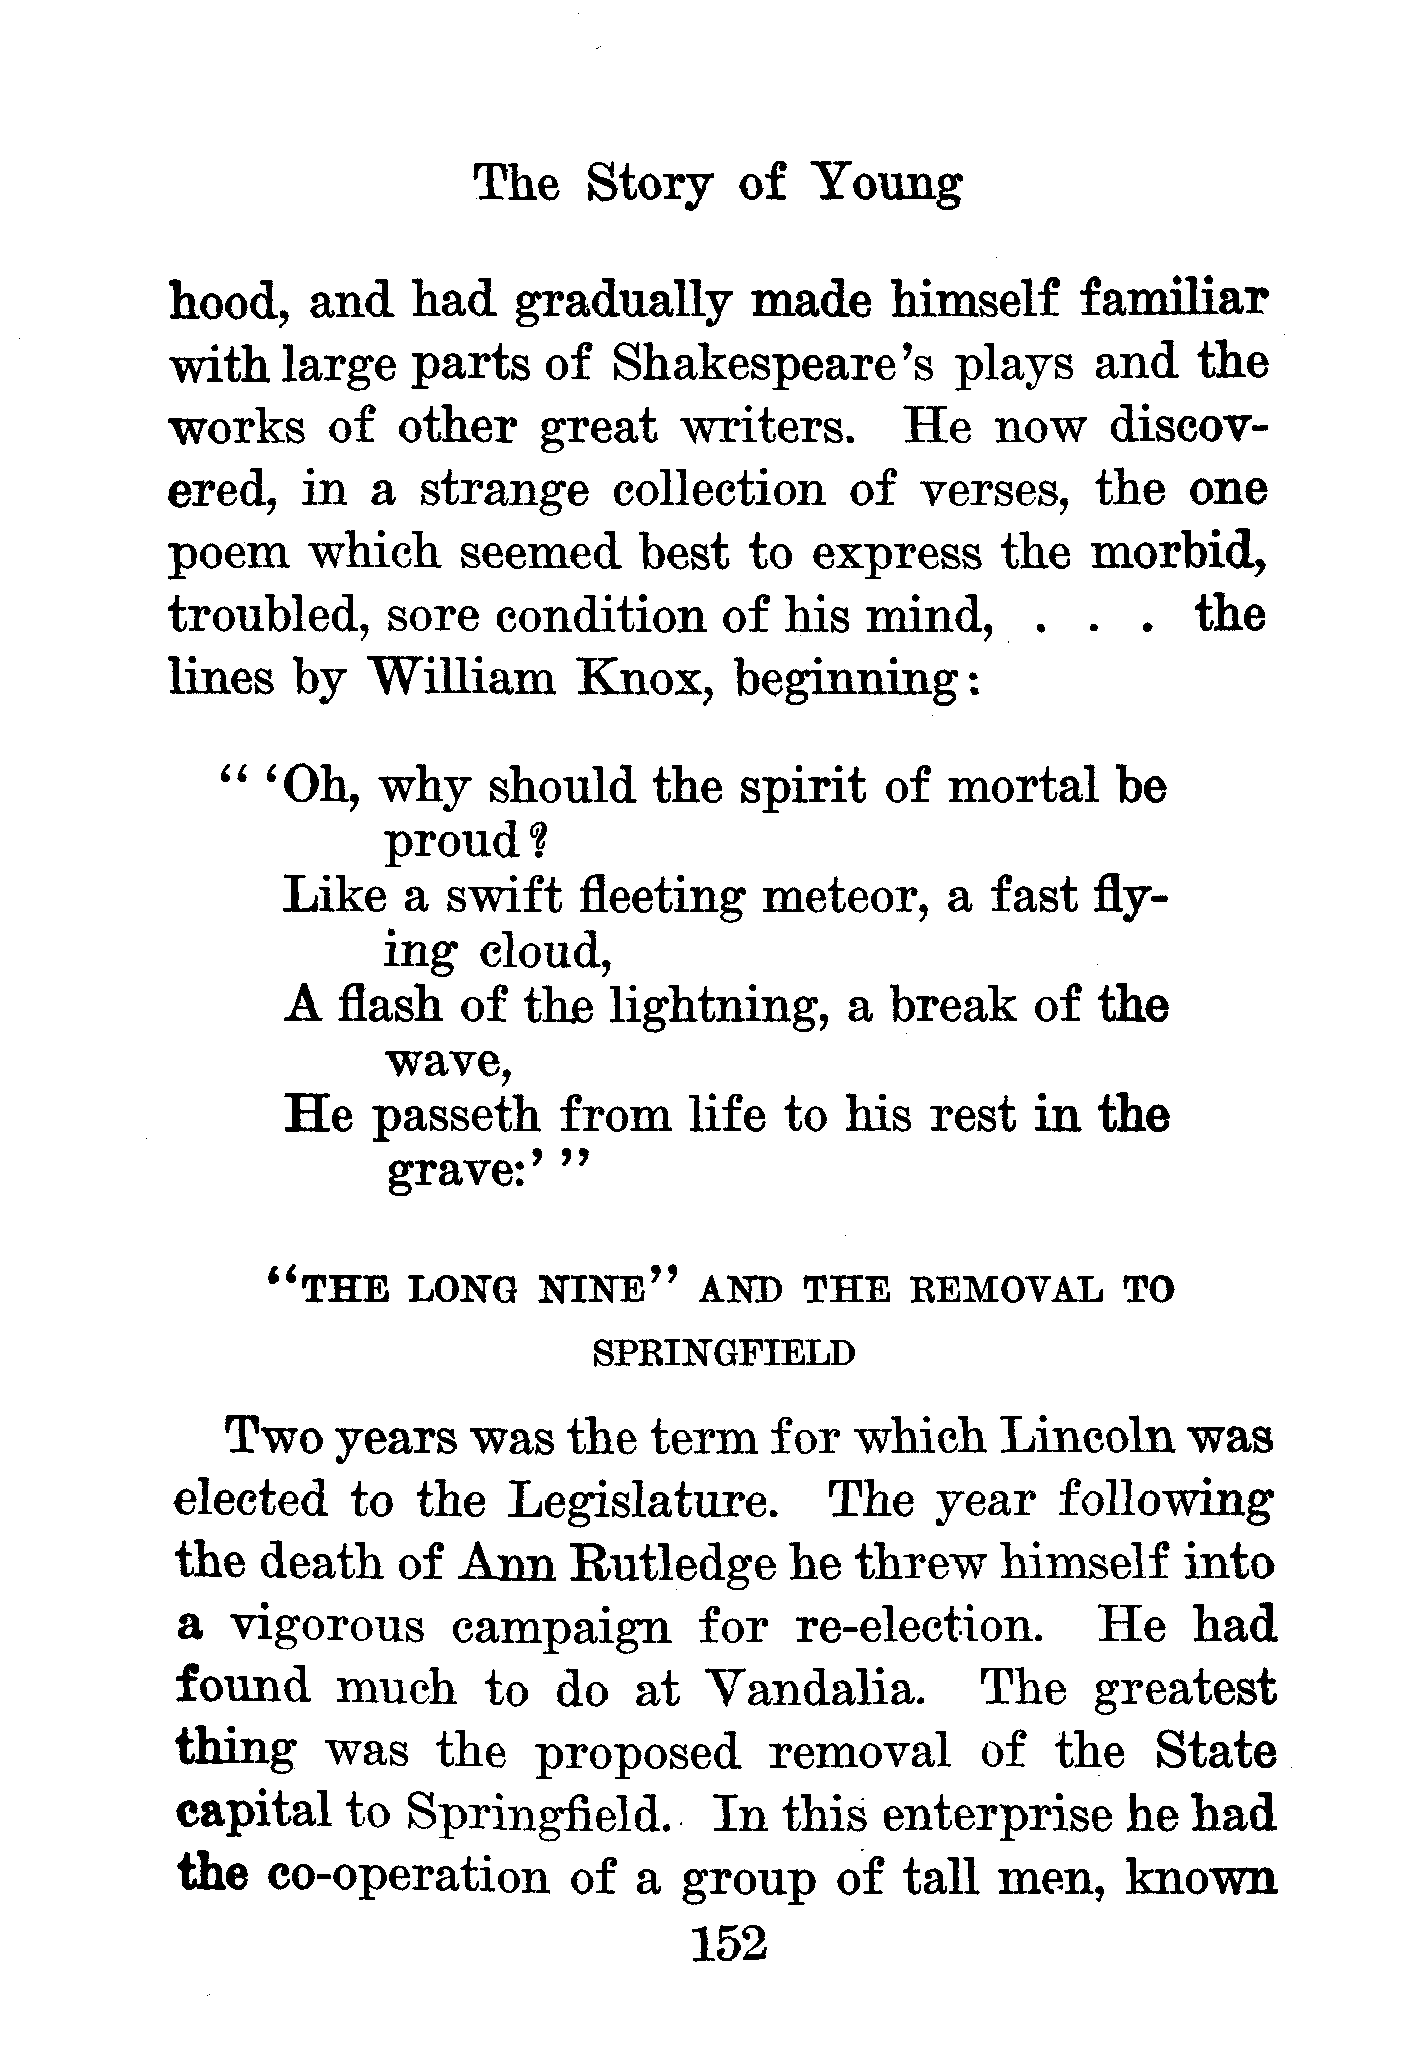 The Story of Young
hood, and had gradually made himself familiar
with large parts of Shakespeare's plays and the
works of other great writers. He now discov-
ered, in a strange collection of verses, the one
poem which seemed best to express the morbid,
troubled, sore condition of his mind, . . . the
lines by William Knox, beginning:
" 'Oh, why should the spirit of mortal be
proud?
Like a swift fleeting meteor, a fast fly-
ing cloud,
A flash of the lightning, a break of the
wave,
He passeth from life to his rest in the
grave:' "
"THE LONG NINE" AND THE REMOVAL TO
SPRINGFIELD
Two years was the term for which Lincoln was
elected to the Legislature. The year following
the death of Ann Rutledge he threw himself into
a vigorous campaign for re-election. He had
found much to do at Vandalia. The greatest
thing was the proposed removal of the State
capital to Springfield. In this enterprise he had
the co-operation of a group of tall men, known
152